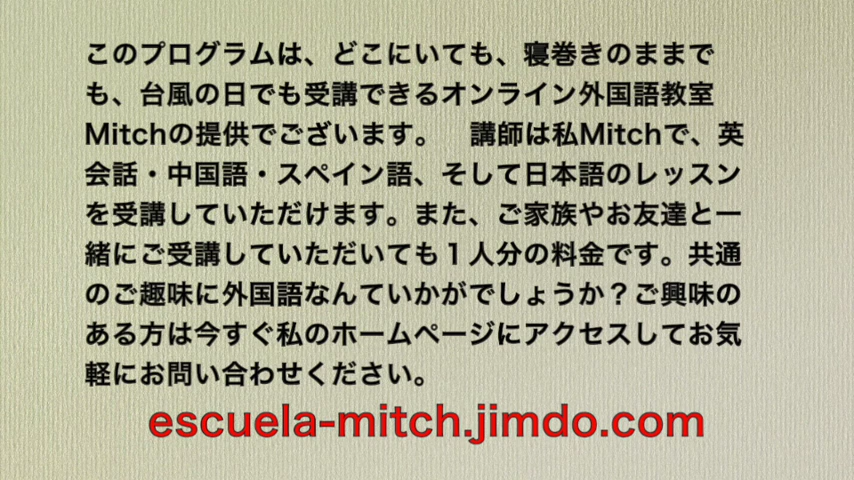 このプログラムは、どこにいても、寝巻きのままで
も、台風の日でも受講できるオンライン外国語教室
Mitchの提供でございます。　講師は私Mitchで、英
会話・中国語・スペイン語、そして日本語のレッスン
を受講していただけます。また、ご家族やお友達と一
緒にご受講していただいても１人分の料金です。共通
のご趣味に外国語なんていかがでしょうか？ご興味の
ある方は今すぐ私のホームページにアクセスしてお気
軽にお問い合わせください。
escuela-mitch.jimdo.com